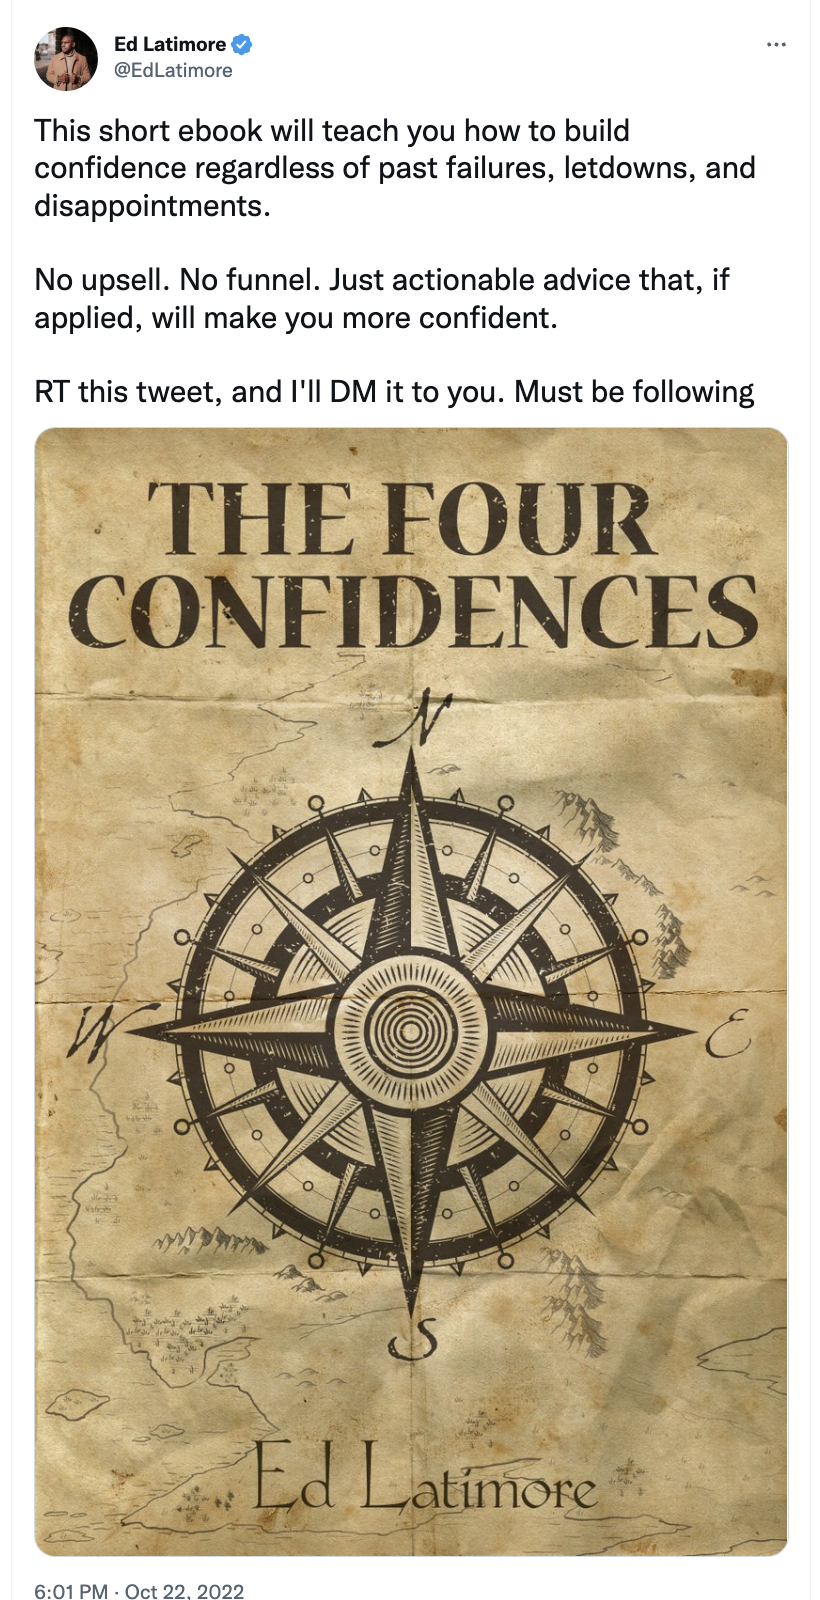 Ed Latimore
@EdLatimore
This short ebook will teach you how to build
confidence regardless of past failures, letdowns, and
disappointments.
No upsell. No funnel. Just actionable advice that, if
applied, will make you more confident.
RT this tweet, and I'll DM it to you. Must be following
THE FOUR
CONFIDENCES
N
W
E
S
Ed Latimore
6:01 PM · Oct 22, 2022